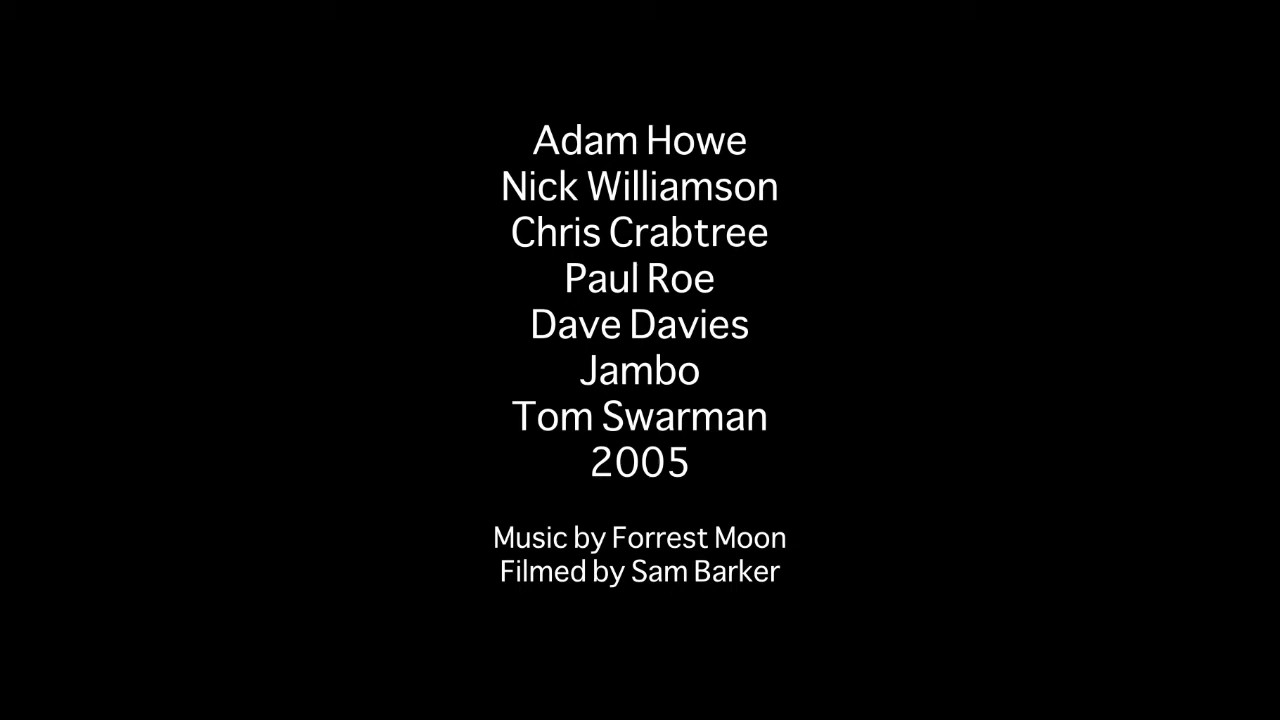 Adam Howe
Nick Williamson
Chris Crabtree
Paul Roe
Dave Davies
Jambo
Tom Swarman
2005
Music by Forrest Moon
Filmed by Sam Barker